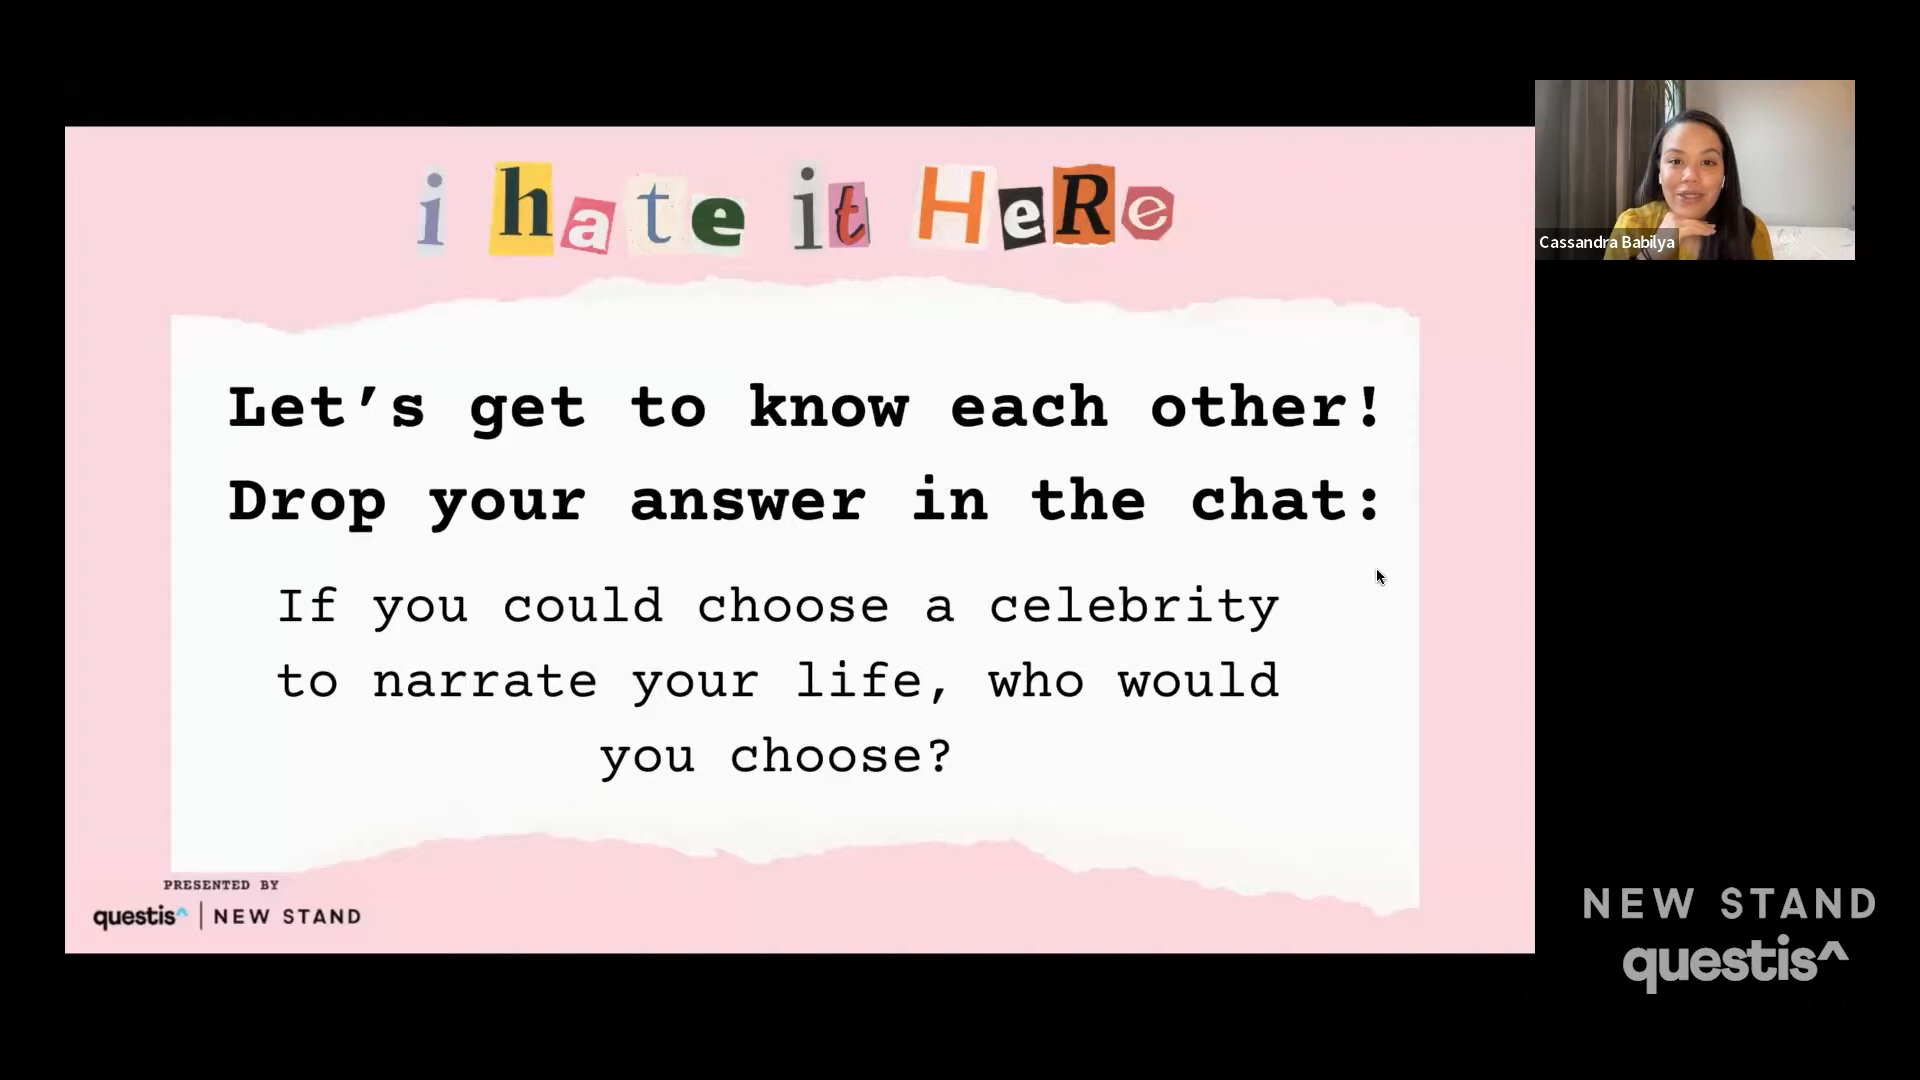 i hate it HeRe
Let’s get to know each other!
Drop your answer in the chat:
If you could choose a celebrity
to narrate your life, who would
you choose?
PRESENTED BY
questis^ | NEW STAND
Cassandra Babilya
NEW STAND
questis^